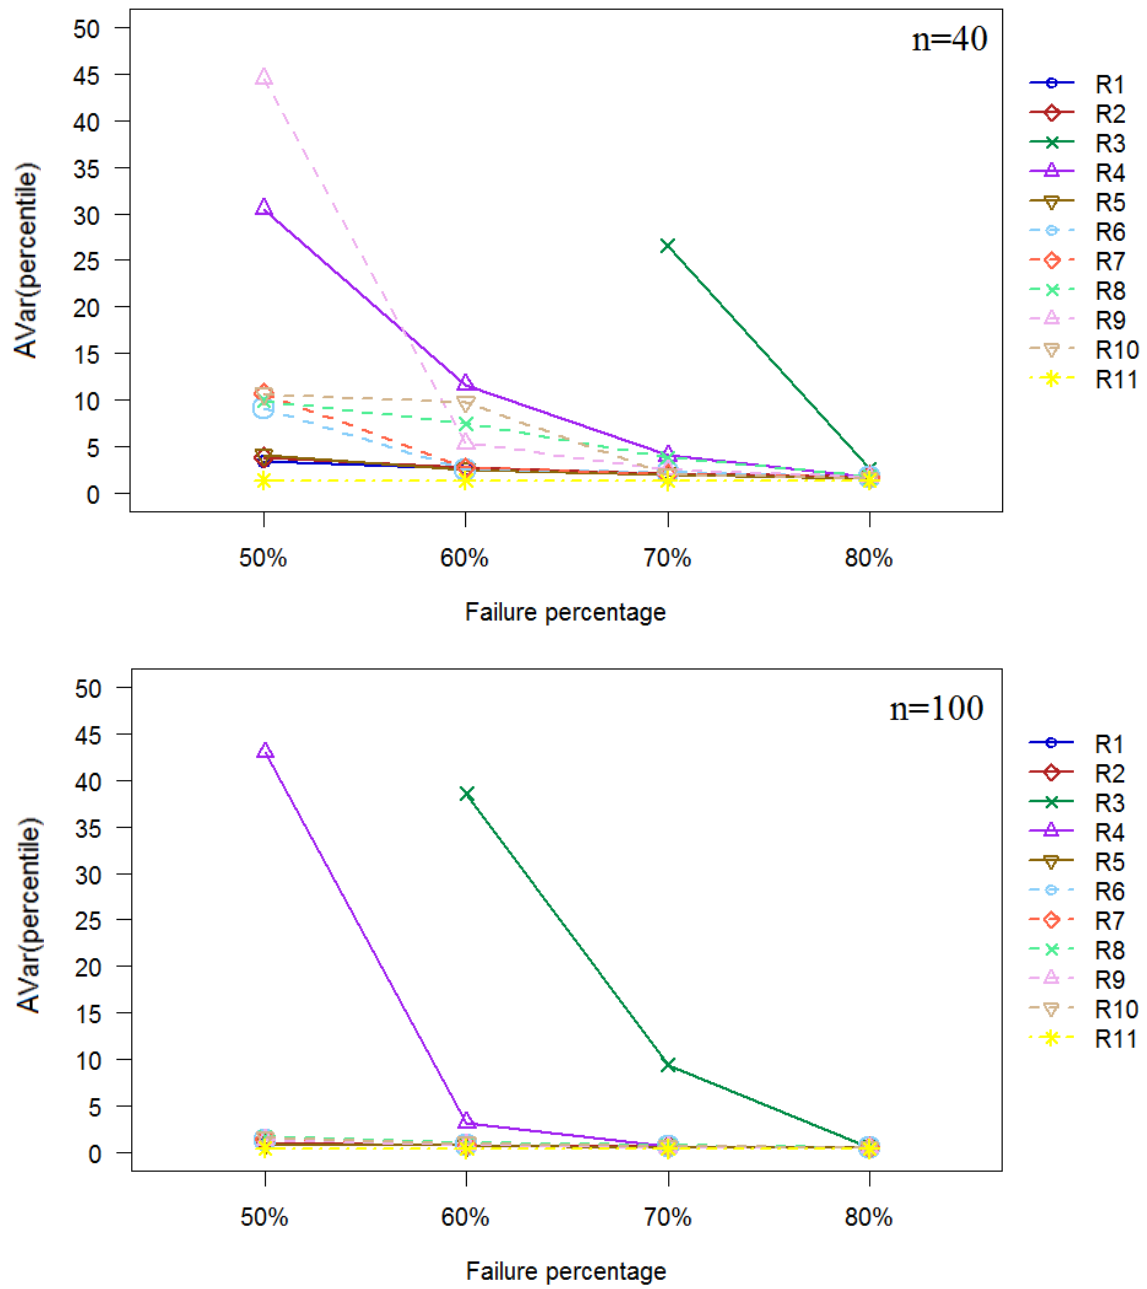 n=40
AVar(percentile)
50
45
40
35
30
25
20
15
10
5
0
50% 60% 70% 80%
Failure percentage
R1
R2
R3
R4
R5
R6
R7
R8
R9
R10
R11
n=100
AVar(percentile)
50
45
40
35
30
25
20
15
10
5
0
50% 60% 70% 80%
Failure percentage
R1
R2
R3
R4
R5
R6
R7
R8
R9
R10
R11